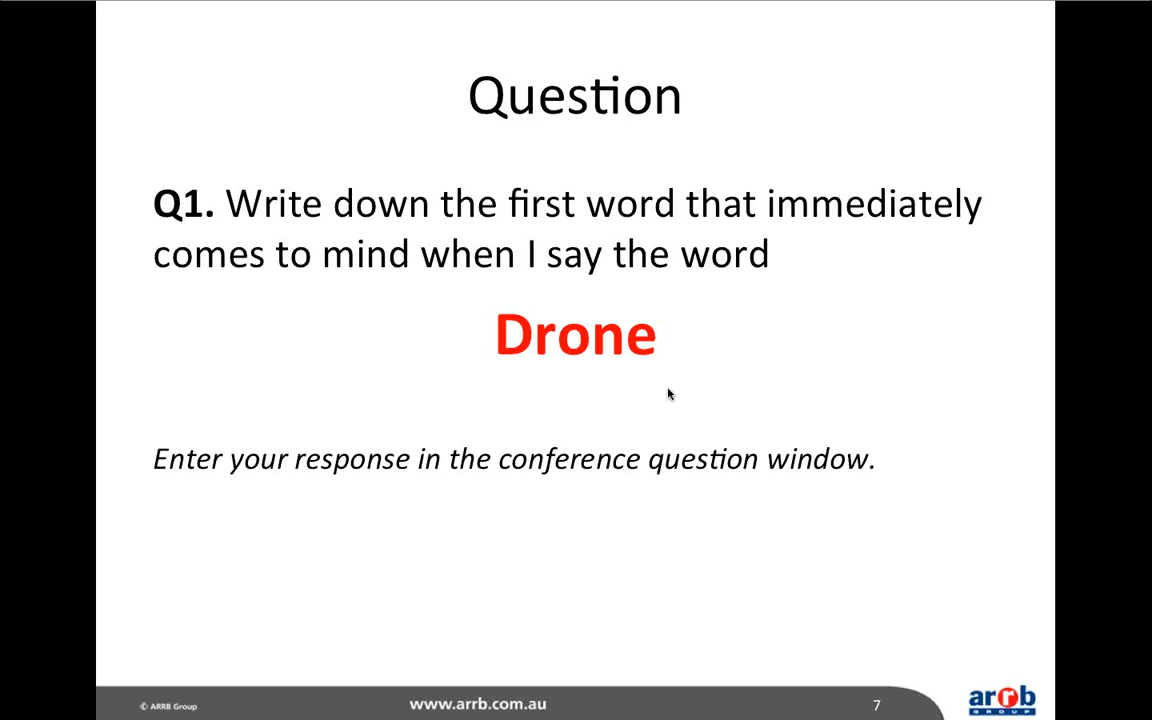 Question
Q1. Write down the first word that immediately
comes to mind when I say the word
Drone
Enter your response in the conference question window.
© ARRB Group
www.arrb.com.au
7
arrb
GROUP